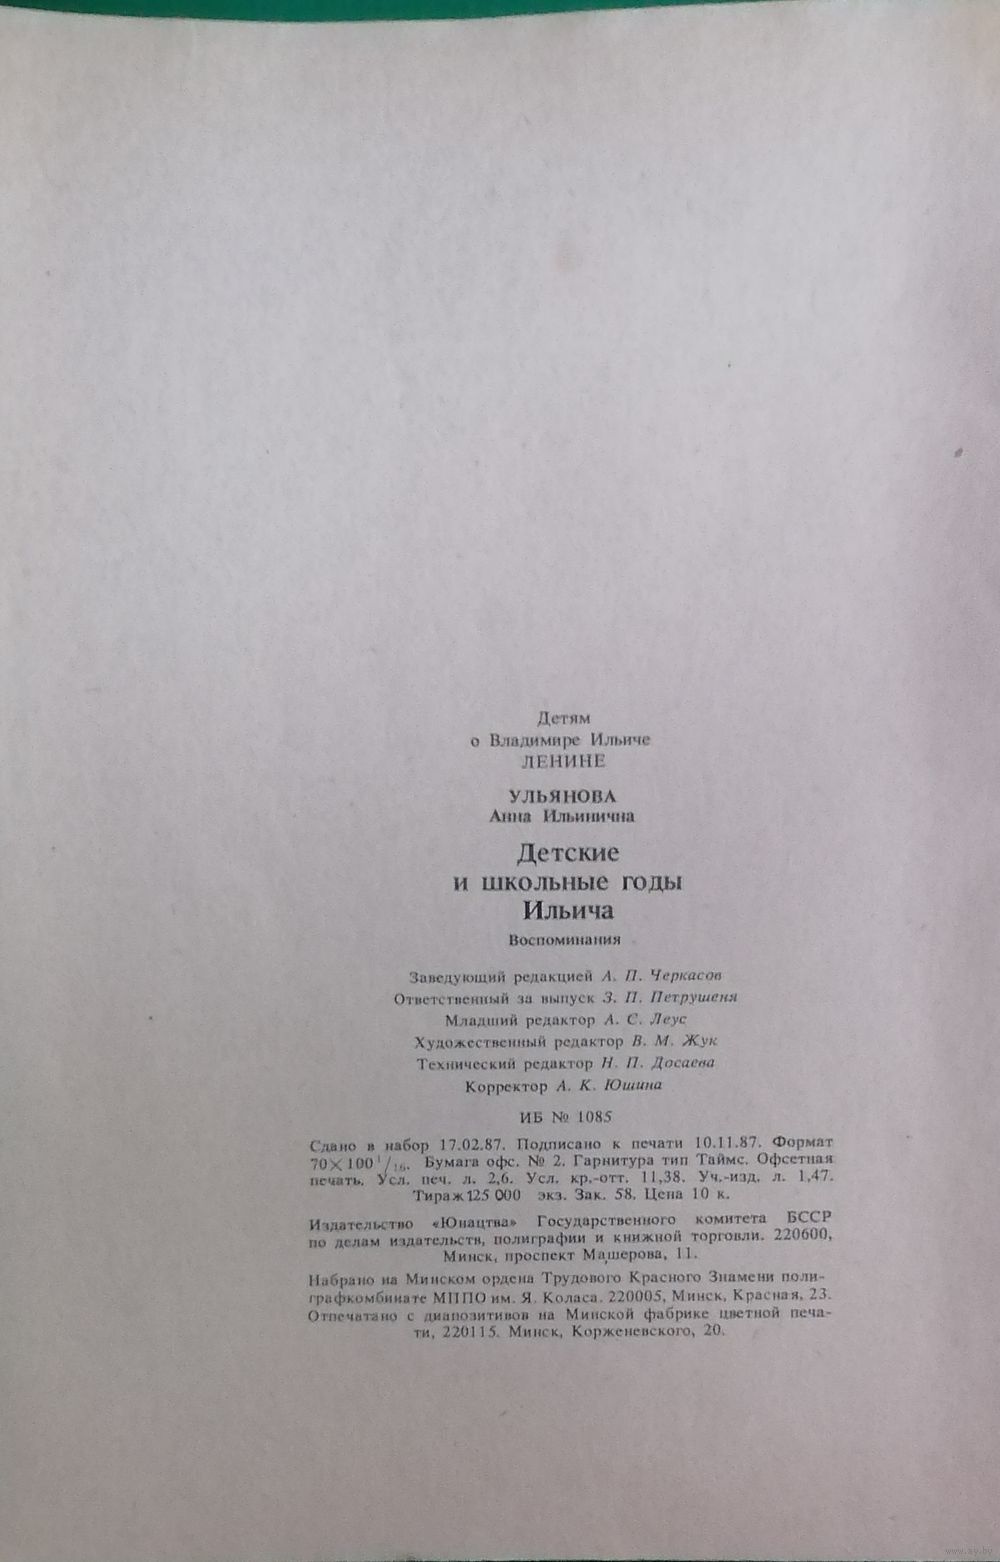 Детям
о Владимире Ильиче
ЛЕНИНЕ
УЛЬЯНОВА
Анна Ильинична
Детские
и школьные годы
Ильича
Воспоминания
Заведующий редакцией А. П. Черкасов
Ответственный за выпуск З. П. Петрушеня
Младший редактор А. С. Леус
Художественный редактор В. М. Жук
Технический редактор Н. П. Досаева
Корректор А. К. Юшина
ИБ № 1085
Сдано в набор 17.02.87. Подписано к печати 10.11.87. Формат
70×100 1/16. Бумага офс. № 2. Гарнитура тип Таймс. Офсетная
печать. Усл. печ. л. 2,6. Усл. кр.-отт. 11,38. Уч.-изд. л. 1,47.
Тираж 125 000 экз. Зак. 58. Цена 10 к.
Издательство «Юнацтва» Государственного комитета БССР
по делам издательств, полиграфии и книжной торговли. 220600,
Минск, проспект Машерова, 11.
Набрано на Минском ордена Трудового Красного Знамени поли-
графкомбинате МППО им. Я. Коласа. 220005, Минск, Красная, 23.
Отпечатано с диапозитивов на Минской фабрике цветной печа-
ти, 220115. Минск, Корженевского, 20.
www.ay.by